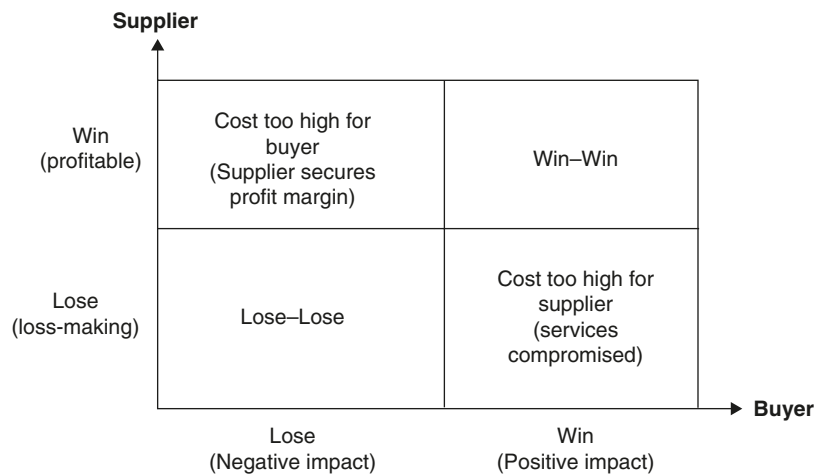 Supplier
Win
(profitable)
Cost too high for
buyer
(Supplier secures
profit margin)
Win–Win
Lose
(loss-making)
Lose–Lose
Cost too high for
supplier
(services
compromised)
Buyer
Lose
(Negative impact)
Win
(Positive impact)